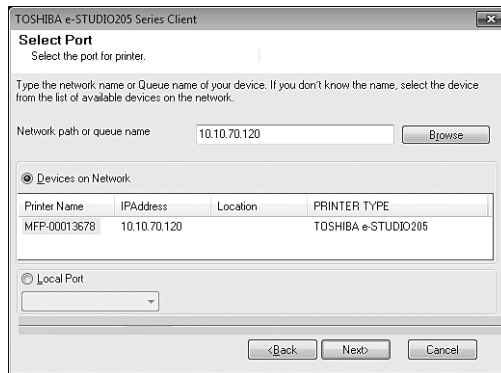 TOSHIBA e-STUDIO205 Series Client
Select Port
Select the port for printer.
Type the network name or Queue name of your device. If you don't know the name, select the device
from the list of available devices on the network.
Network path or queue name 10.10.70.120 Browse
Devices on Network
Printer Name IPAddress Location PRINTER TYPE
MFP-00013678 10.10.70.120 TOSHIBA e-STUDIO205
Local Port
<Back Next> Cancel